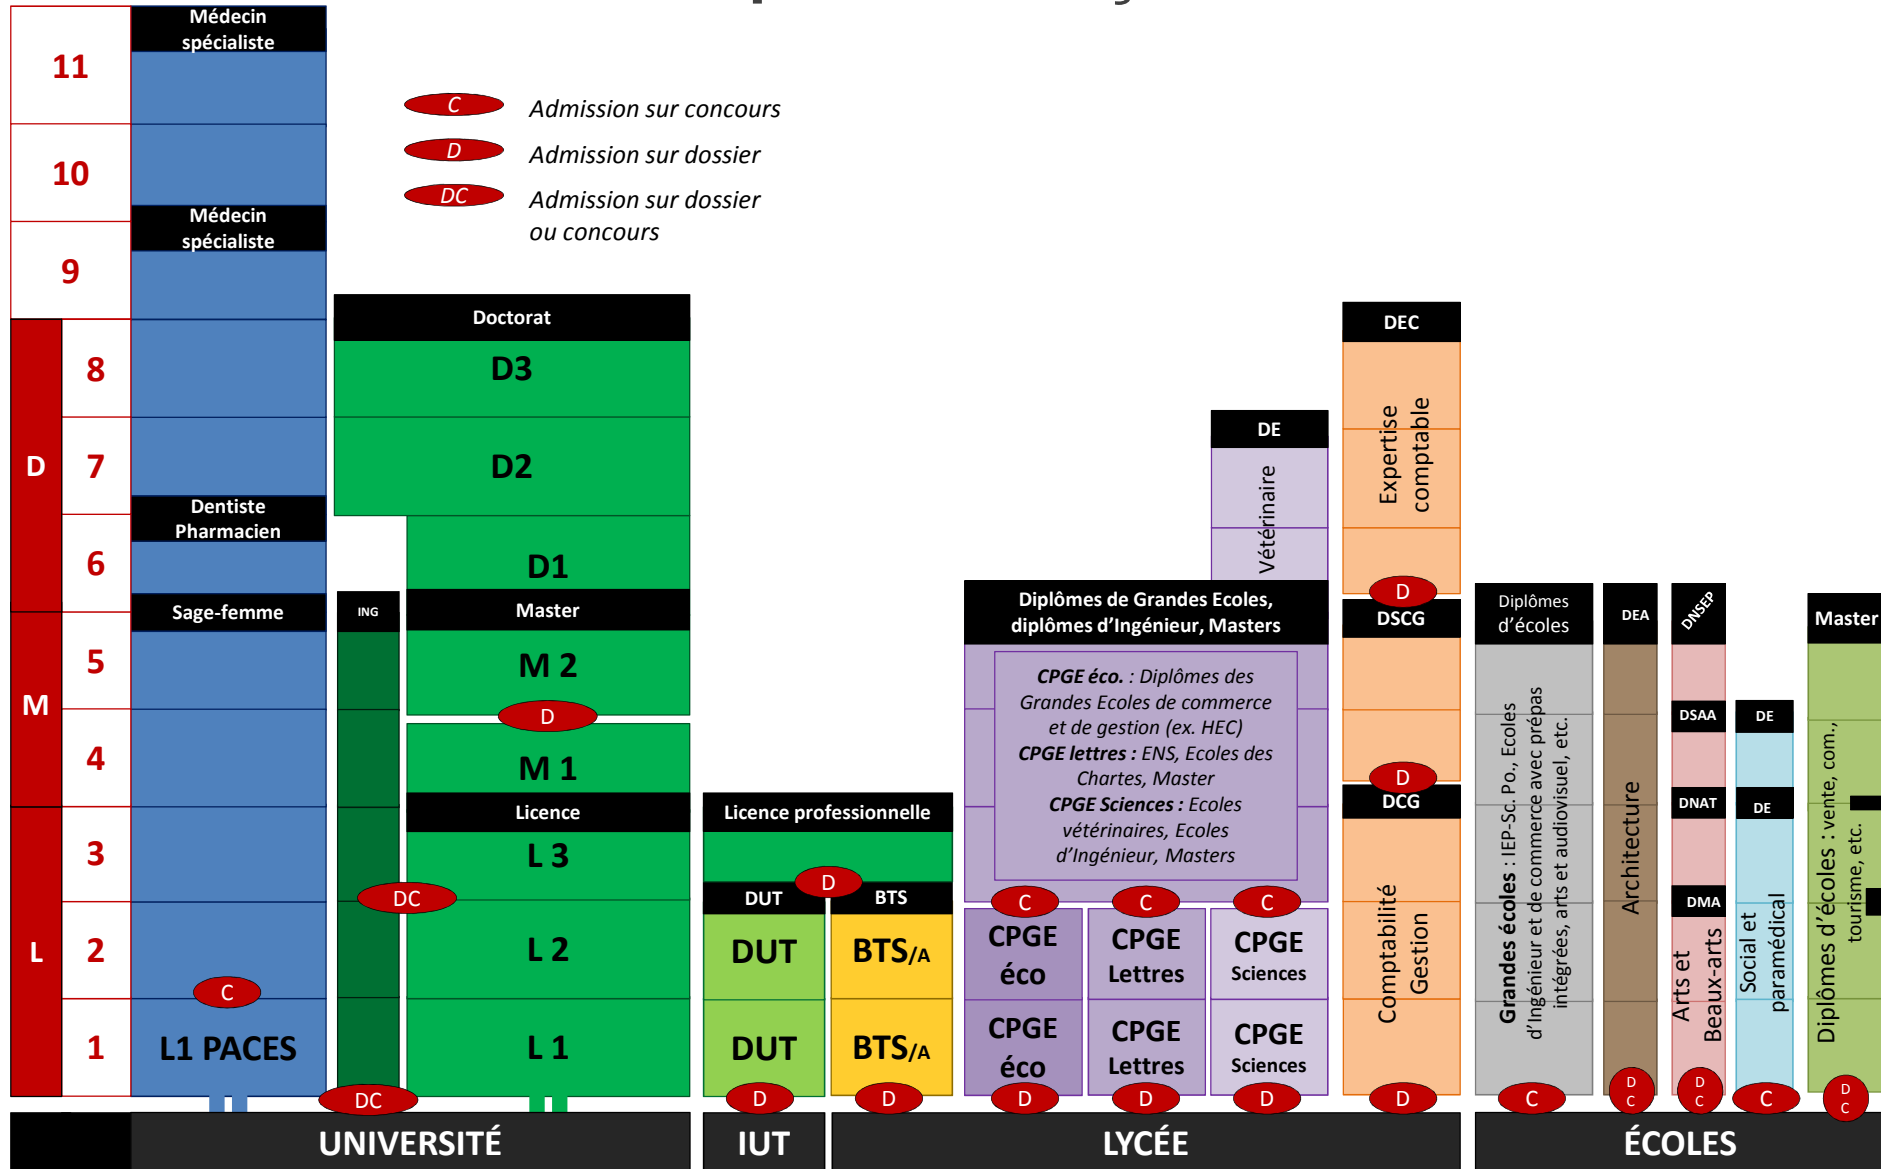 11
10
9
8
7
6
5
4
3
2
1
D
M
L
Médecin
spécialiste
Médecin
spécialiste
Dentiste
Pharmacien
Sage-femme
C
L1 PACES
C Admission sur concours
D Admission sur dossier
DC Admission sur dossier
ou concours
Doctorat
D3
D2
D1
ING
Master
M 2
D
M 1
Licence
L 3
DC
L 2
L 1
DC
UNIVERSITÉ
Licence professionnelle
D
DUT
DUT
DUT
D
IUT
BTS
BTS/A
BTS/A
D
DE
Vétérinaire
Diplômes de Grandes Ecoles,
diplômes d'Ingénieur, Masters
CPGE éco. : Diplômes des
Grandes Ecoles de commerce
et de gestion (ex. HEC)
CPGE lettres : ENS, Ecoles des
Chartes, Master
CPGE Sciences : Ecoles
vétérinaires, Ecoles
d'Ingénieur, Masters
C
C
C
CPGE
éco
CPGE
Lettres
CPGE
Sciences
CPGE
éco
CPGE
Lettres
CPGE
Sciences
D
D
D
DEC
Expertise
comptable
D
DSCG
D
DCG
Comptabilité
Gestion
D
LYCÉE
Diplômes
d'écoles
Grandes écoles : IEP-Sc. Po., Ecoles
d'Ingénieur et de commerce avec prépas
intégrées, arts et audiovisuel, etc.
C
DEA
Architecture
D
C
DNSEP
DSAA
DNAT
DMA
Arts et
Beaux-arts
D
C
DE
DE
Social et
paramédical
C
Master
Diplômes d'écoles : vente, com.,
tourisme, etc.
D
C
ÉCOLES